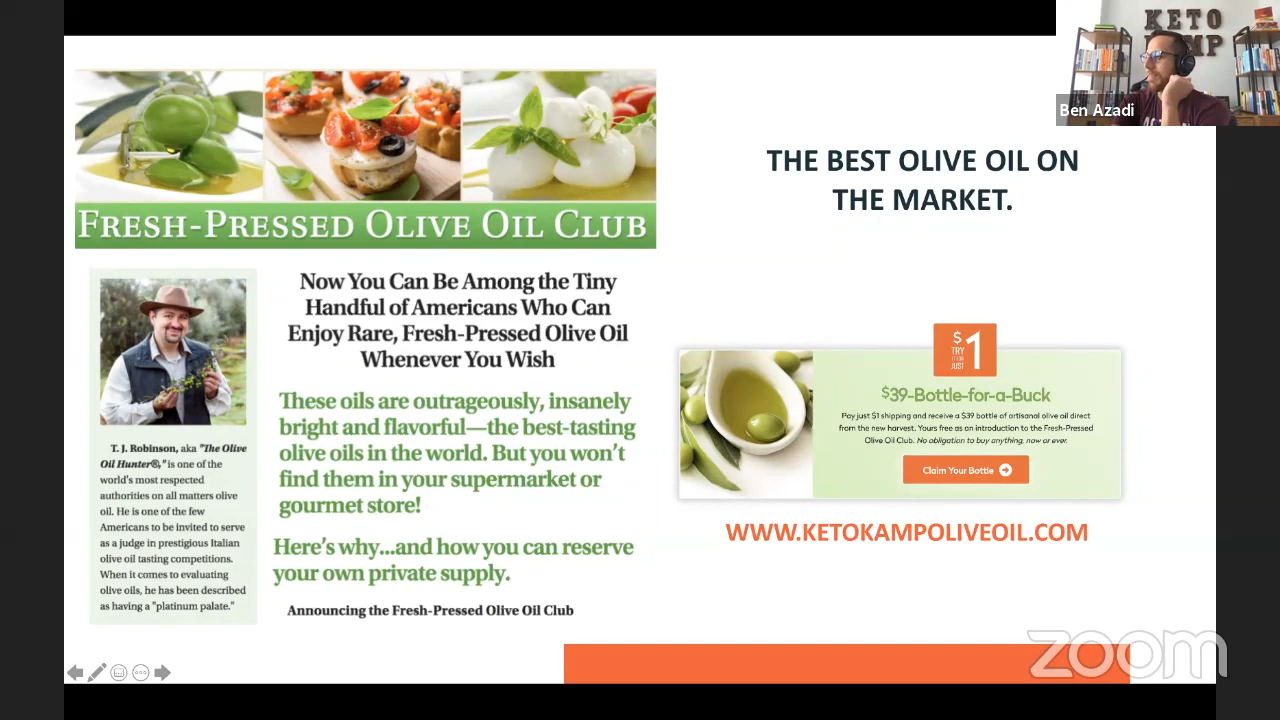 KETO
Ben Azadi
THE BEST OLIVE OIL ON
THE MARKET.
FRESH-PRESSED OLIVE OIL CLUB
Now You Can Be Among the Tiny
Handful of Americans Who Can
Enjoy Rare, Fresh-Pressed Olive Oil
Whenever You Wish
These oils are outrageously, insanely
bright and flavorful—the best-tasting
olive oils in the world. But you won't
find them in your supermarket or
gourmet store!
Here's why...and how you can reserve
your own private supply.
Announcing the Fresh-Pressed Olive Oil Club
T. J. Robinson, aka "The Olive
Oil Hunter®," is one of the
world's most respected
authorities on all matters olive
oil. He is one of the few
Americans to be invited to serve
as a judge in prestigious Italian
olive oil tasting competitions.
When it comes to evaluating
olive oils, he has been described
as having a "platinum palate."
$1
TRY
IT FOR
JUST
$39-Bottle-for-a-Buck
Pay just $1 shipping and receive a $39 bottle of artisanal olive oil direct
from the new harvest. Yours free as an introduction to the Fresh-Pressed
Olive Oil Club. No obligation to buy anything, now or ever.
Claim Your Bottle
WWW.KETOKAMPOLIVEOIL.COM
zoom